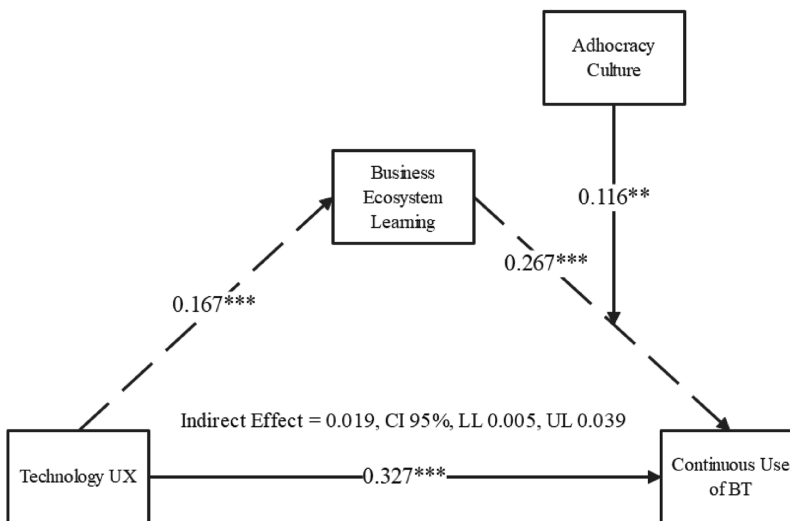 Adhocracy
Culture
Business
Ecosystem
Learning
0.116**
0.267***
0.167***
Indirect Effect = 0.019, CI 95%, LL 0.005, UL 0.039
Technology UX
0.327***
Continuous Use
of BT